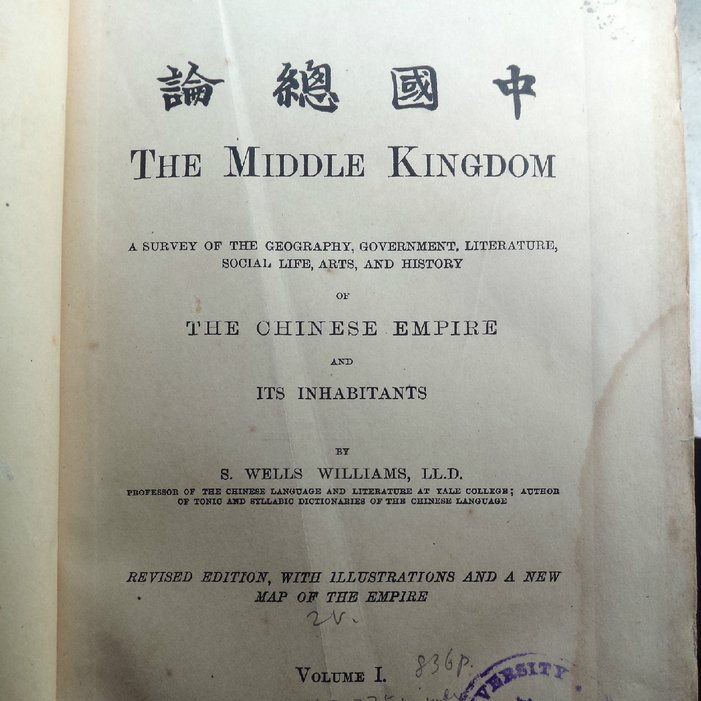 論總國中
THE MIDDLE KINGDOM
A SURVEY OF THE GEOGRAPHY, GOVERNMENT, LITERATURE,
SOCIAL LIFE, ARTS, AND HISTORY
OF
THE CHINESE EMPIRE
AND
ITS INHABITANTS
BY
S. WELLS WILLIAMS, LL.D.
PROFESSOR OF THE CHINESE LANGUAGE AND LITERATURE AT YALE COLLEGE; AUTHOR
OF TONIC AND SYLLABIC DICTIONARIES OF THE CHINESE LANGUAGE
REVISED EDITION, WITH ILLUSTRATIONS AND A NEW
MAP OF THE EMPIRE
2v.
VOLUME I.
836p.
VERSITY